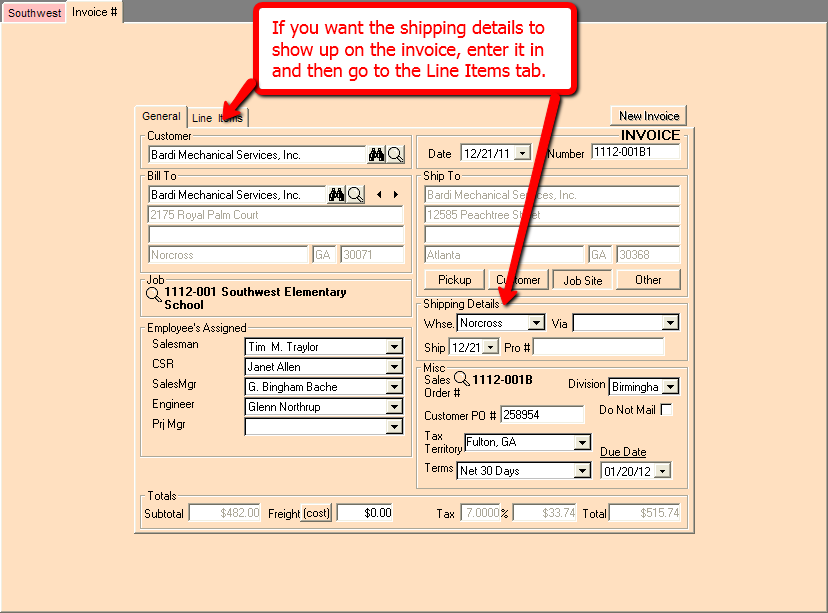 Southwest Invoice #
If you want the shipping details to
show up on the invoice, enter it in
and then go to the Line Items tab.
General Line Items
New Invoice
INVOICE
Customer
Bardi Mechanical Services, Inc.
Date 12/21/11 Number 1112-001B1
Bill To
Bardi Mechanical Services, Inc.
2175 Royal Palm Court
Norcross GA 30071
Ship To
Bardi Mechanical Services, Inc.
12585 Peachtree Street
Atlanta GA 30368
Pickup Customer Job Site Other
Job
1112-001 Southwest Elementary
School
Shipping Details
Whse. Norcross Via
Ship 12/21 Pro #
Employee's Assigned
Salesman Tim M. Traylor
CSR Janet Allen
SalesMgr G. Bingham Bache
Engineer Glenn Northrup
Prj Mgr
Misc
Sales
Order # 1112-001B
Division Birmingha
Customer PO # 258954
Do Not Mail
Tax
Territory Fulton, GA
Due Date
Terms Net 30 Days 01/20/12
Totals
Subtotal $482.00 Freight (cost) $0.00 Tax 7.0000% $33.74 Total $515.74